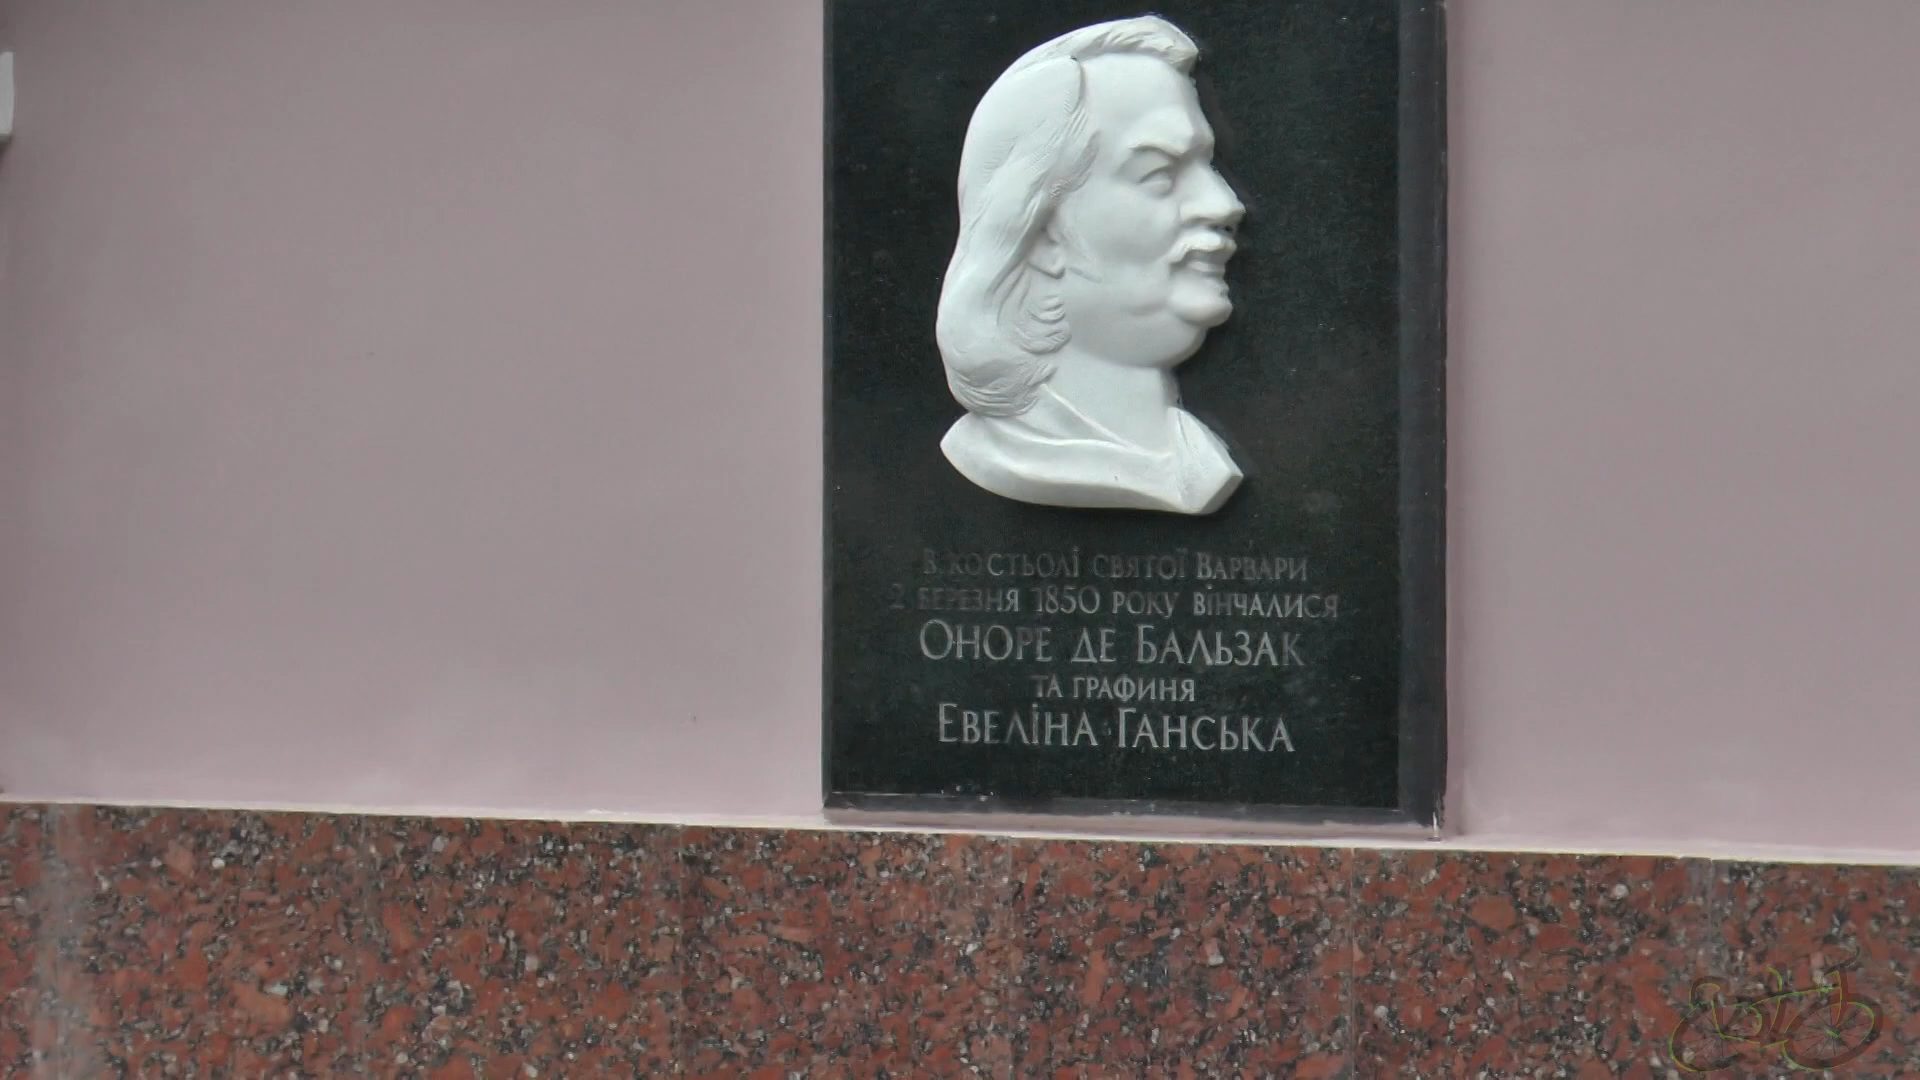 В костьолі святої Варвари
2 березня 1850 року вінчалися
Оноре де Бальзак
та графиня
Евеліна Ганська